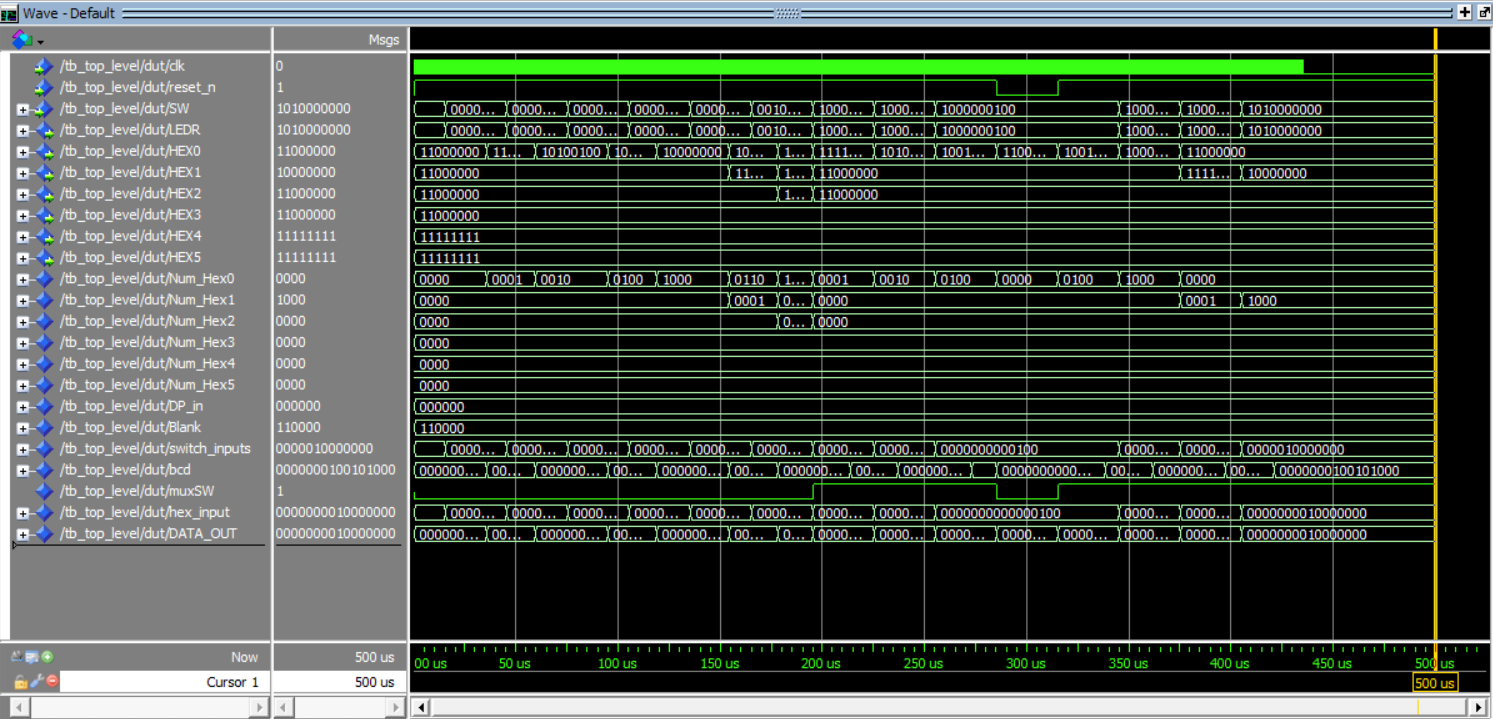 Wave - Default
Msgs
/tb_top_level/dut/clk 0
/tb_top_level/dut/reset_n 1
/tb_top_level/dut/SW 1010000000 0000... 0000... 0000... 0000... 0000... 0010... 1000... 1000... 1000000100 1000... 1000... 1010000000
/tb_top_level/dut/LEDR 1010000000 0000... 0000... 0000... 0000... 0000... 0010... 1000... 1000... 1000000100 1000... 1000... 1010000000
/tb_top_level/dut/HEX0 11000000 11000000 11... 10100100 10... 10000000 10... 1... 1111... 1010... 1001... 1100... 1001... 1000... 11000000
/tb_top_level/dut/HEX1 10000000 11000000 11... 1... 11000000 1111... 10000000
/tb_top_level/dut/HEX2 11000000 11000000 1... 11000000
/tb_top_level/dut/HEX3 11000000 11000000
/tb_top_level/dut/HEX4 11111111 11111111
/tb_top_level/dut/HEX5 11111111 11111111
/tb_top_level/dut/Num_Hex0 0000 0000 0001 0010 0100 1000 0110 1... 0001 0010 0100 0000 0100 1000 0000
/tb_top_level/dut/Num_Hex1 1000 0000 0001 0... 0000 0001 1000
/tb_top_level/dut/Num_Hex2 0000 0000 0... 0000
/tb_top_level/dut/Num_Hex3 0000 0000
/tb_top_level/dut/Num_Hex4 0000 0000
/tb_top_level/dut/Num_Hex5 0000 0000
/tb_top_level/dut/DP_in 000000 000000
/tb_top_level/dut/Blank 110000 110000
/tb_top_level/dut/switch_inputs 0000010000000 0000... 0000... 0000... 0000... 0000... 0000... 0000... 0000... 0000000000100 0000... 0000... 0000010000000
/tb_top_level/dut/bcd 0000000100101000 000000... 00... 000000... 00... 000000... 00... 000000... 00... 000000... 0000000000... 00... 000000... 00... 0000000100101000
/tb_top_level/dut/muxSW 1
/tb_top_level/dut/hex_input 0000000010000000 0000... 0000... 0000... 0000... 0000... 0000... 0000... 0000... 0000000000000100 0000... 0000... 0000000010000000
/tb_top_level/dut/DATA_OUT 0000000010000000 000000... 00... 000000... 00... 000000... 00... 0... 0000... 0000... 0000... 0000... 0000... 0000... 0000... 0000000010000000
Now 500 us 00 us 50 us 100 us 150 us 200 us 250 us 300 us 350 us 400 us 450 us 500 us
Cursor 1 500 us 500 us